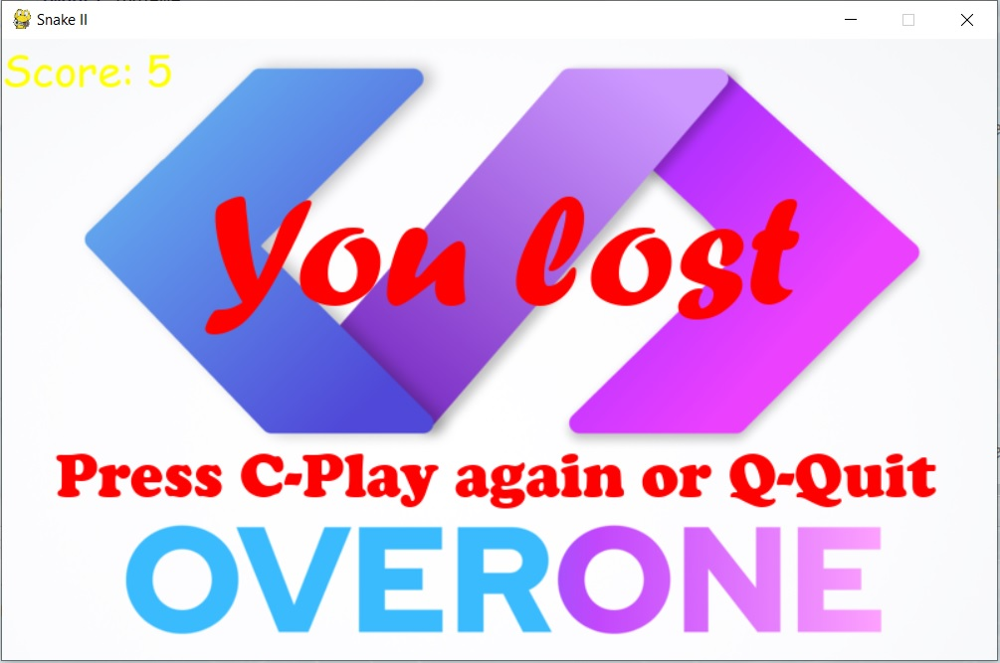 Snake II
Score: 5
You lost
Press C-Play again or Q-Quit
OVERONE